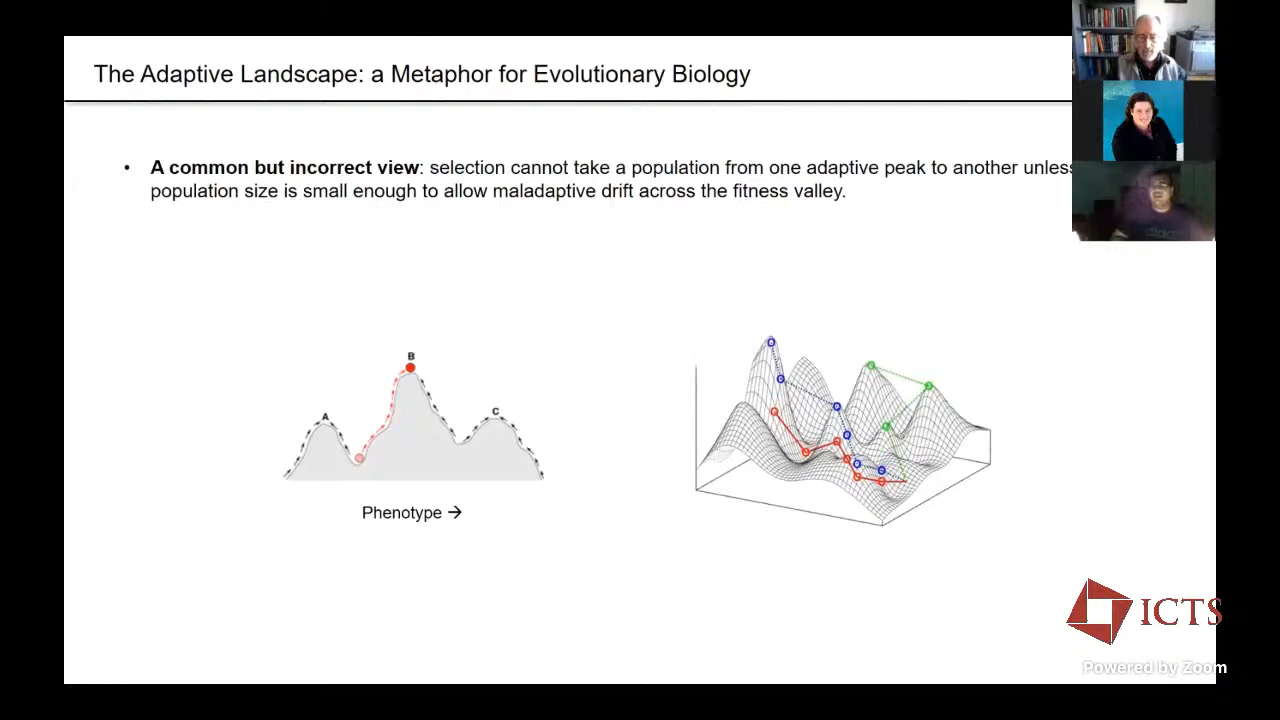 The Adaptive Landscape: a Metaphor for Evolutionary Biology
• A common but incorrect view: selection cannot take a population from one adaptive peak to another unless
population size is small enough to allow maladaptive drift across the fitness valley.
B
A
C
Phenotype →
ICTS
Powered by Zoom